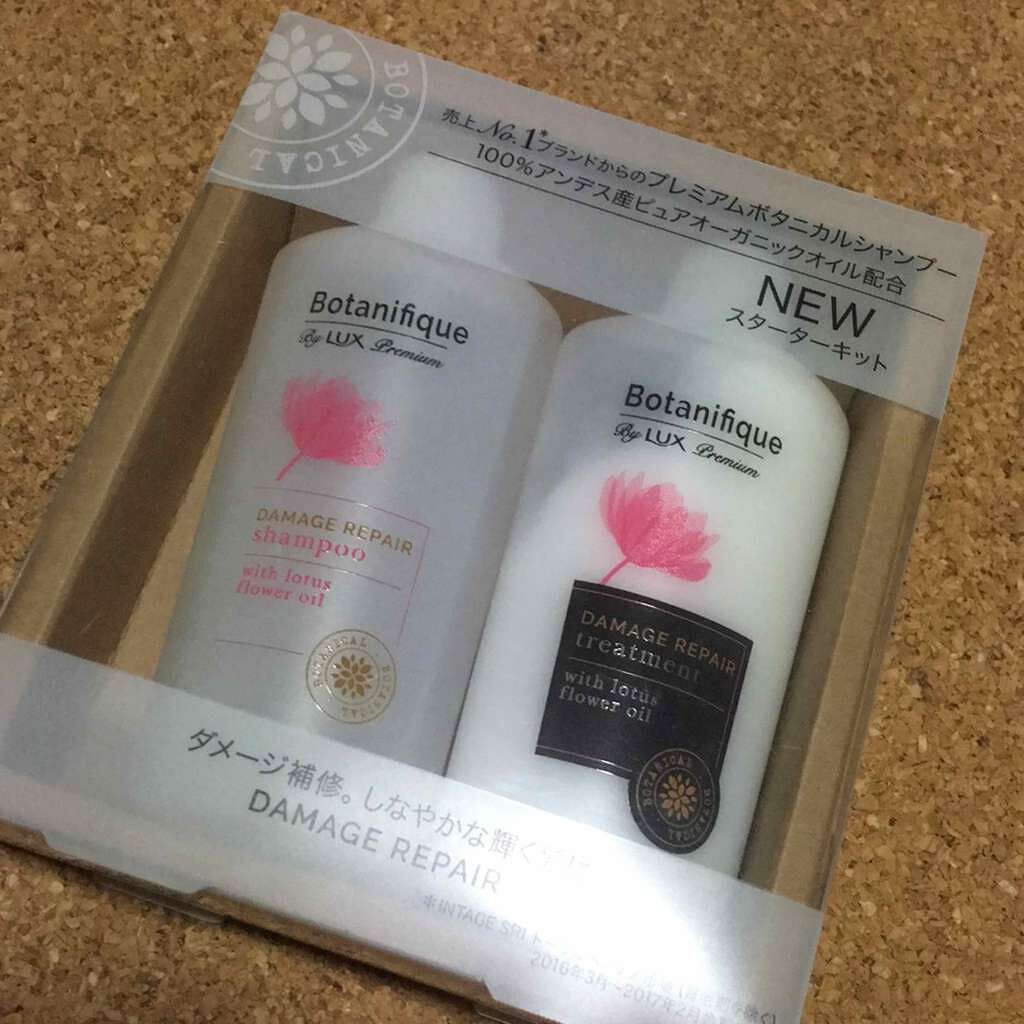 BOTANICAL
売上No.1*ブランドからのプレミアムボタニカルシャンプー
100%アンデス産ピュアオーガニックオイル配合
NEW
スターターキット
Botanifique
By LUX Premium
DAMAGE REPAIR
shampoo
with lotus
flower oil
BOTANICAL · BOTANICAL
Botanifique
By LUX Premium
DAMAGE REPAIR
treatment
with lotus
flower oil
BOTANICAL · BOTANICAL
ダメージ補修。しなやかな輝く
DAMAGE REPAIR
*INTAGE SRI
2016年3月~2017年2月